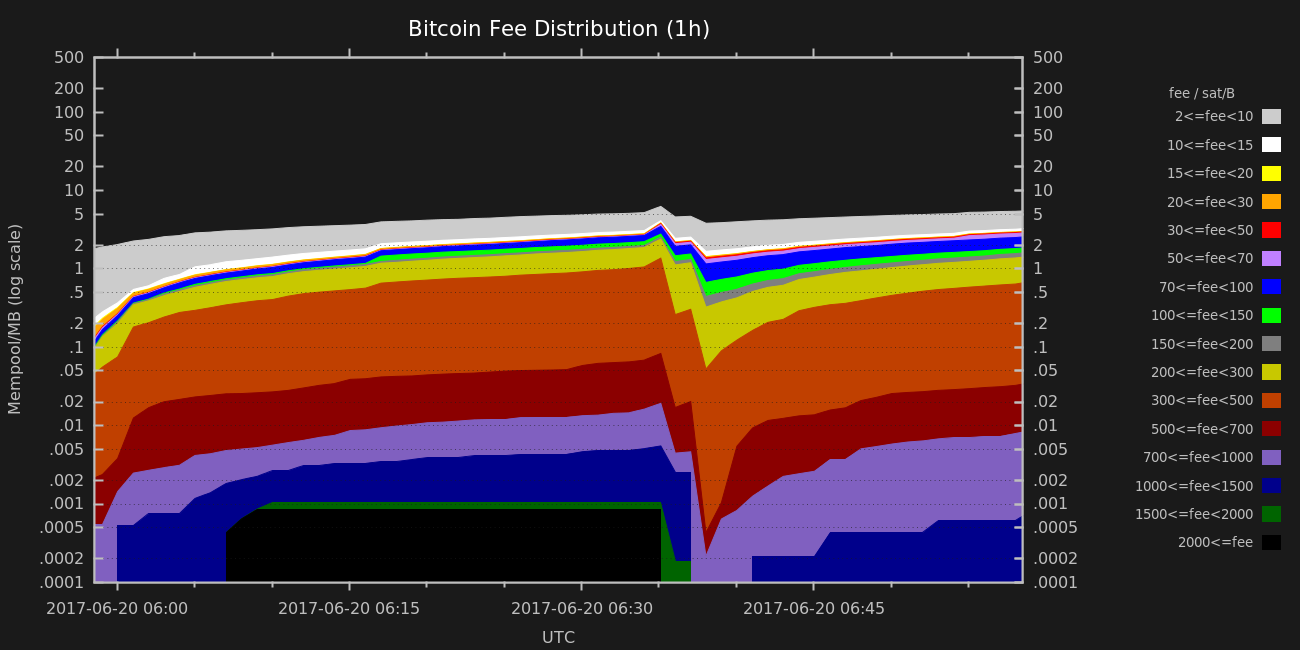 Bitcoin Fee Distribution (1h)
500 500
200 200
100 100
50 50
20 20
10 10
5 5
2 2
1 1
.5 .5
.2 .2
.1 .1
.05 .05
.02 .02
.01 .01
.005 .005
.002 .002
.001 .001
.0005 .0005
.0002 .0002
.0001 .0001
Mempool/MB (log scale)
2017-06-20 06:00 2017-06-20 06:15 2017-06-20 06:30 2017-06-20 06:45
UTC
fee / sat/B
2<=fee<10
10<=fee<15
15<=fee<20
20<=fee<30
30<=fee<50
50<=fee<70
70<=fee<100
100<=fee<150
150<=fee<200
200<=fee<300
300<=fee<500
500<=fee<700
700<=fee<1000
1000<=fee<1500
1500<=fee<2000
2000<=fee